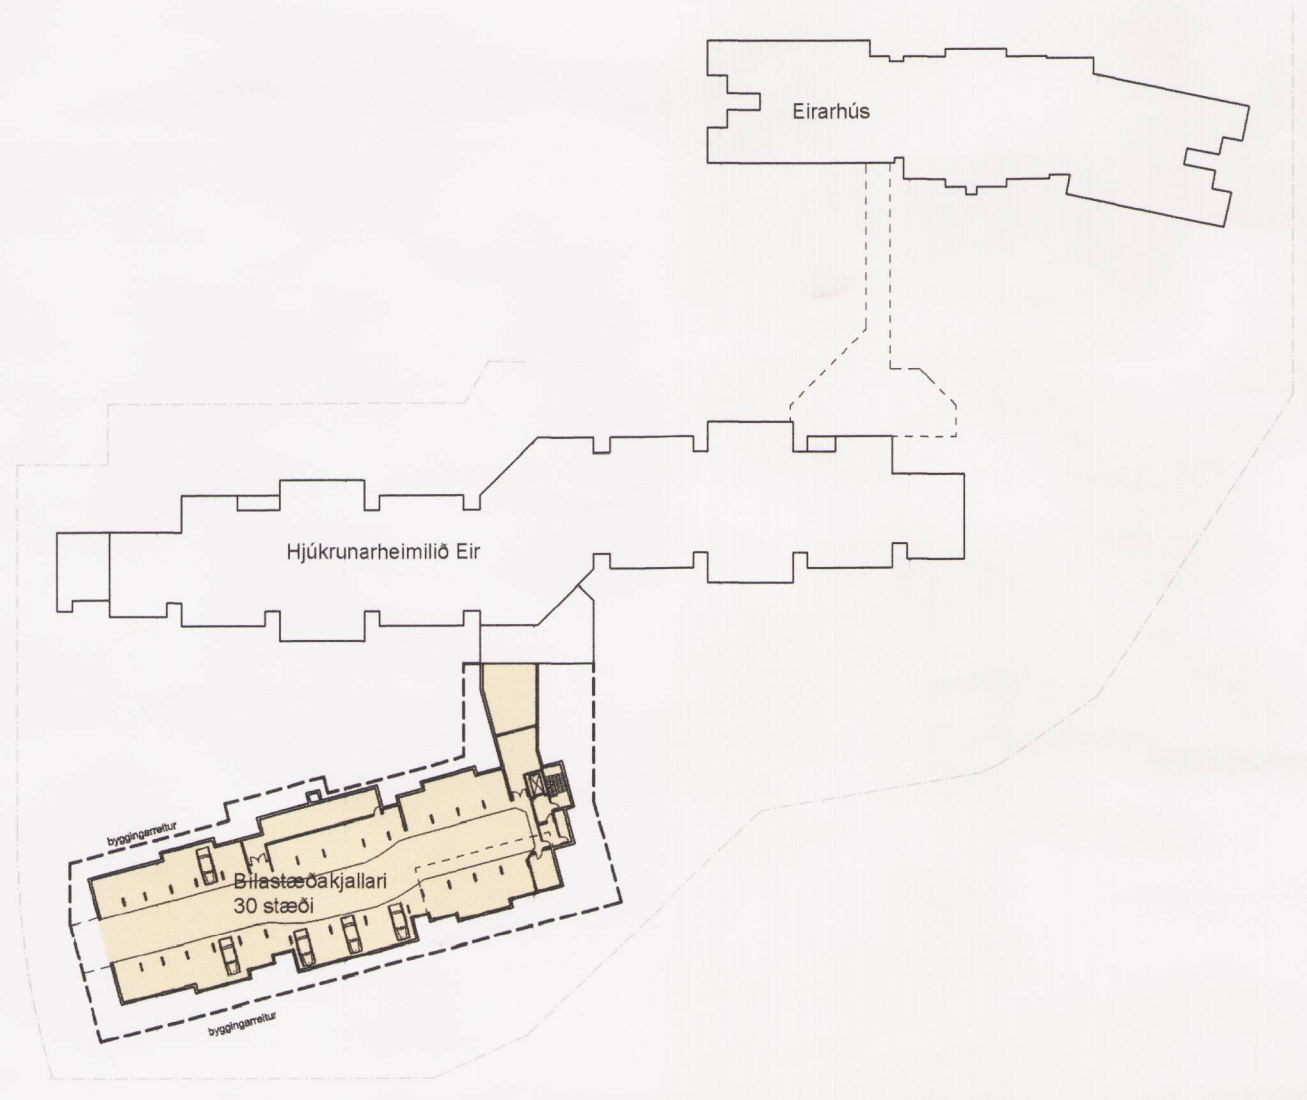 Eirarhús
Hjúkrunarheimilið Eir
byggingarreitur
Bílastæðakjallari
30 stæði
byggingarreitur